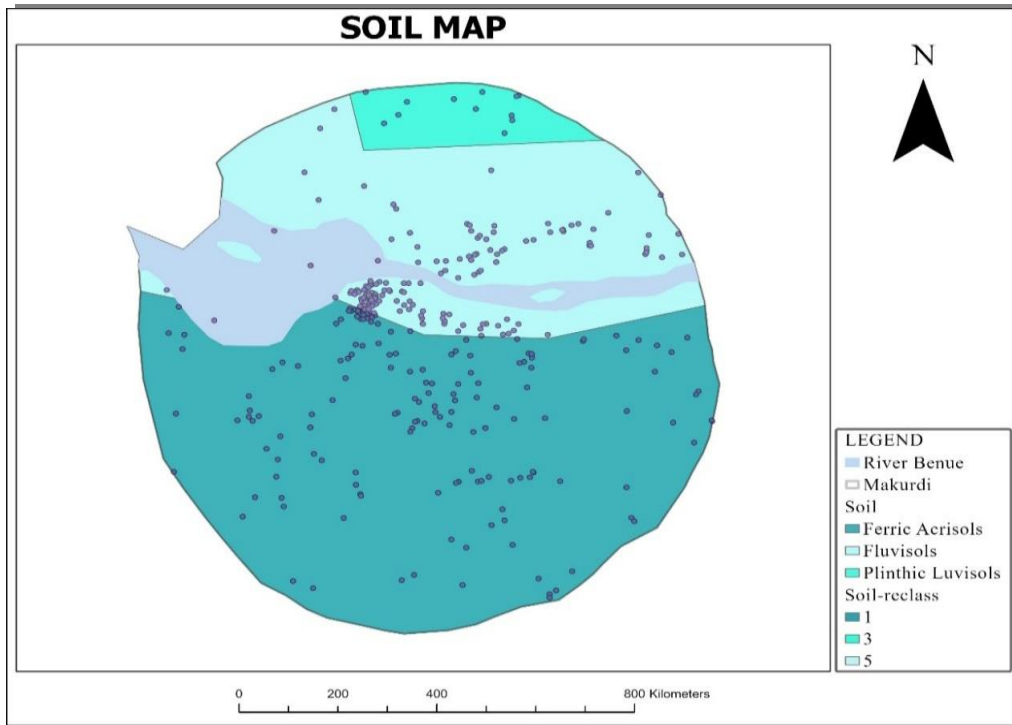 SOIL MAP
N
LEGEND
River Benue
Makurdi
Soil
Ferric Acrisols
Fluvisols
Plinthic Luvisols
Soil-reclass
1
3
5
0 200 400 800 Kilometers